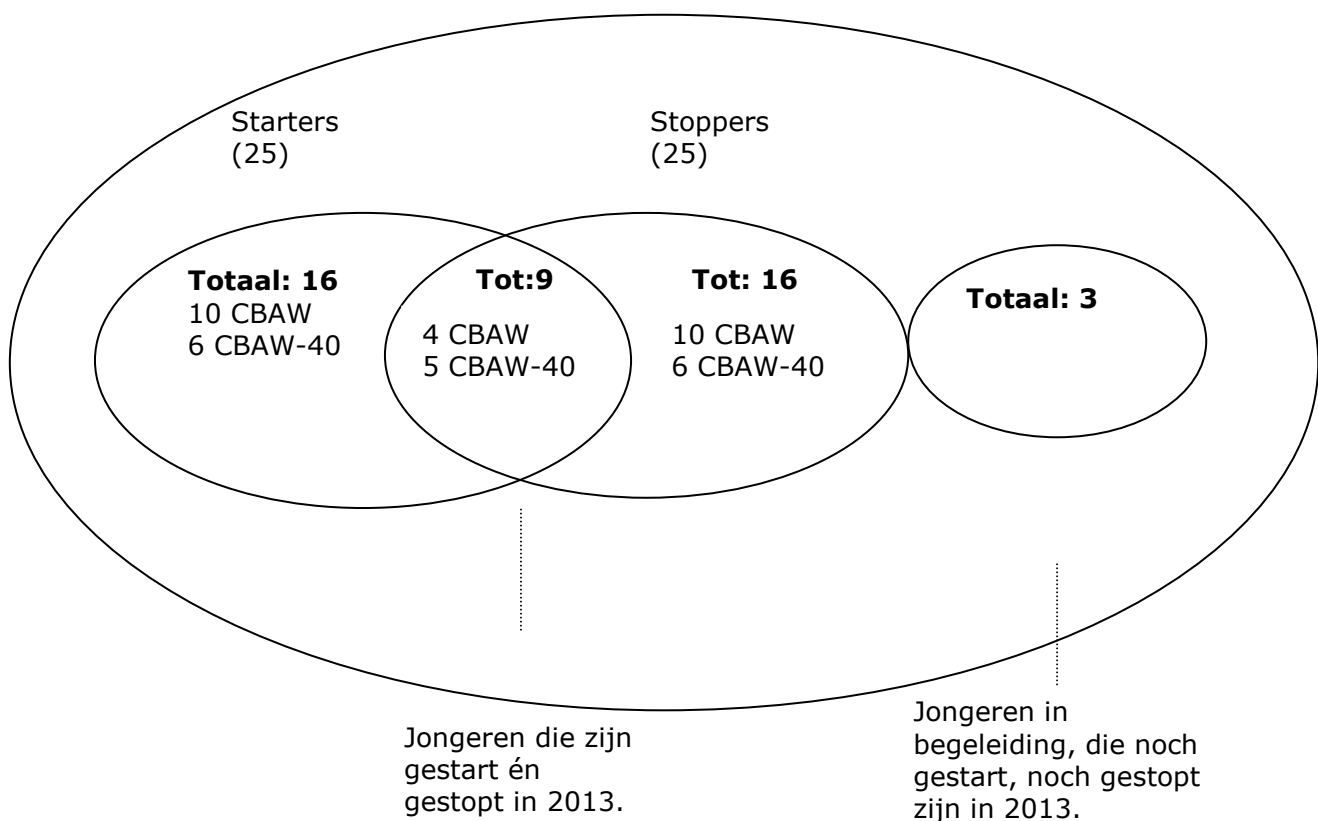 Starters
(25)
Stoppers
(25)
Totaal: 16
10 CBAW
6 CBAW-40
Tot:9
4 CBAW
5 CBAW-40
Tot: 16
10 CBAW
6 CBAW-40
Totaal: 3
Jongeren die zijn
gestart én
gestopt in 2013.
Jongeren in
begeleiding, die noch
gestart, noch gestopt
zijn in 2013.